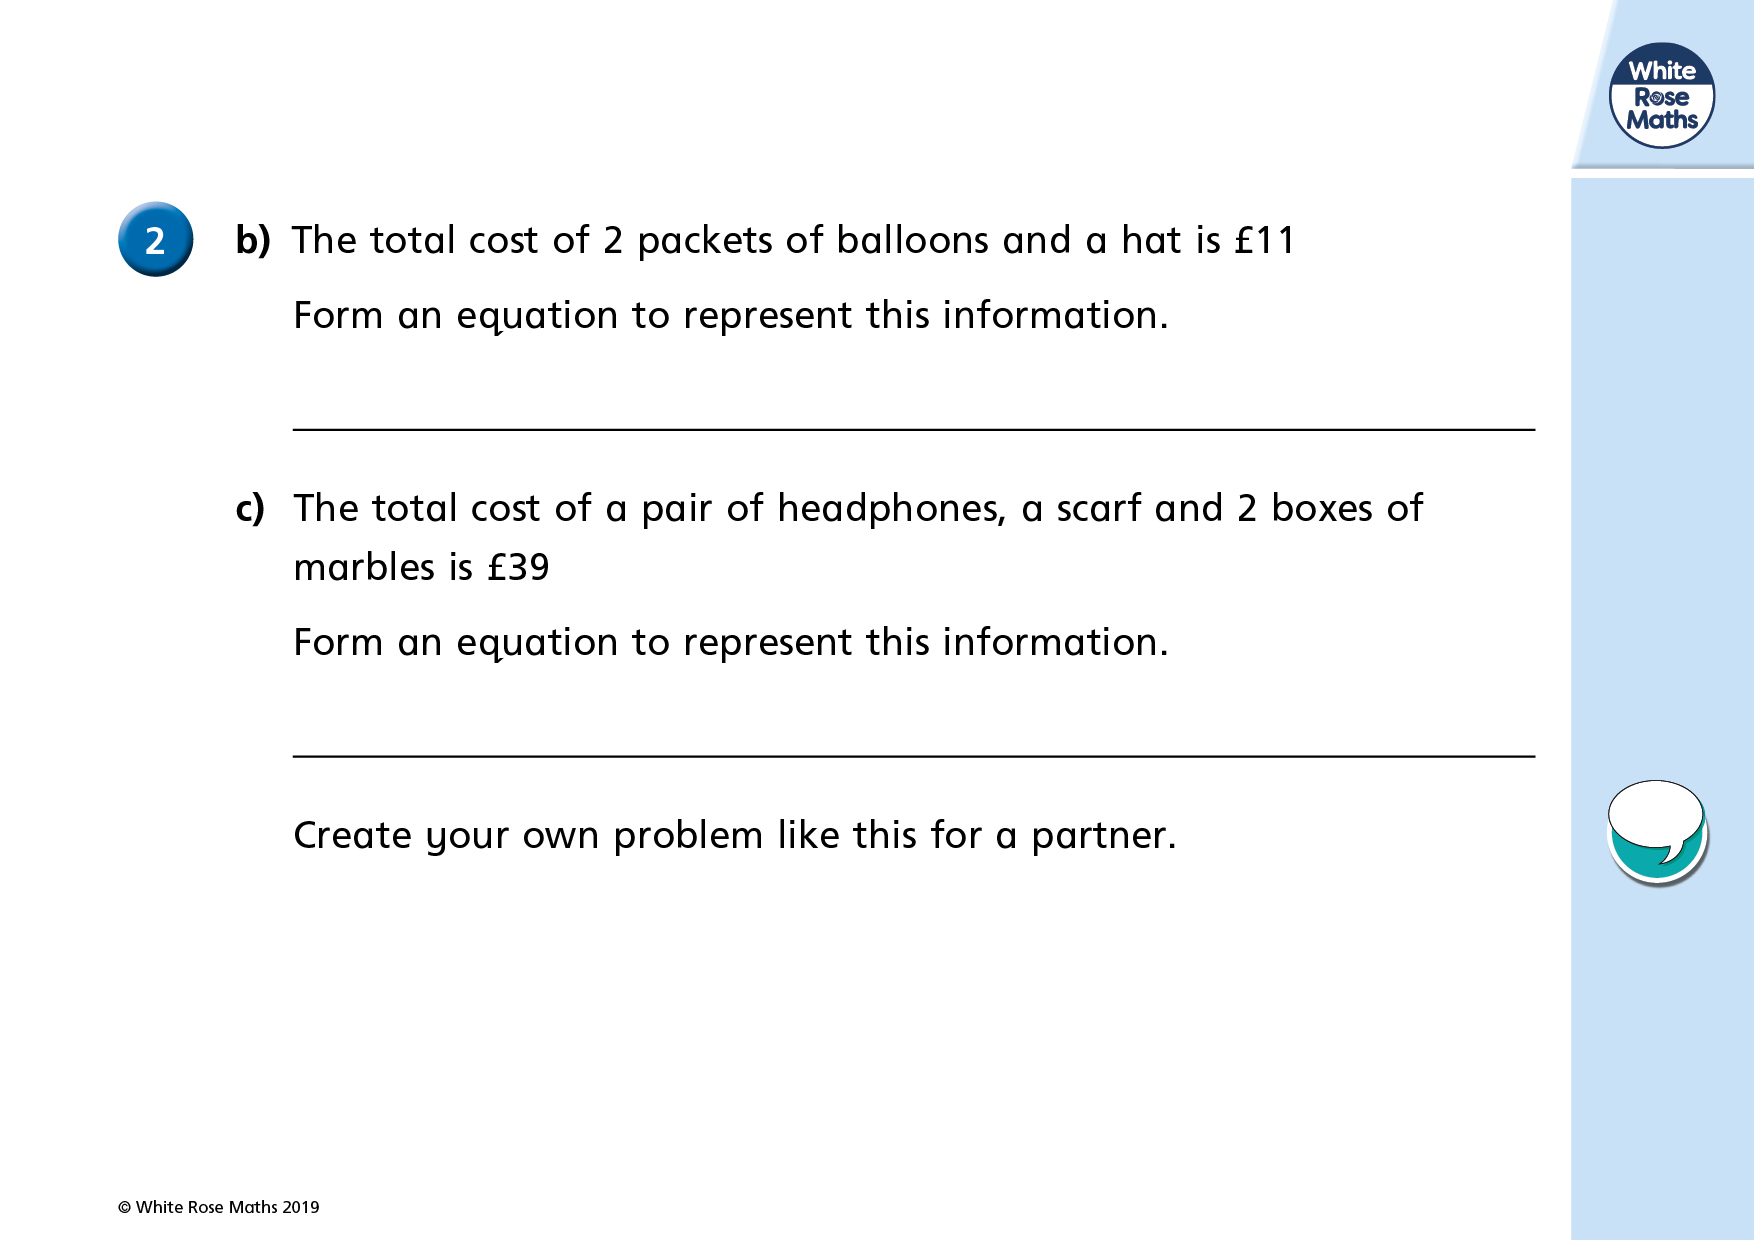 White
Rose
Maths
2 b) The total cost of 2 packets of balloons and a hat is £11
Form an equation to represent this information.
c) The total cost of a pair of headphones, a scarf and 2 boxes of
marbles is £39
Form an equation to represent this information.
Create your own problem like this for a partner.
© White Rose Maths 2019